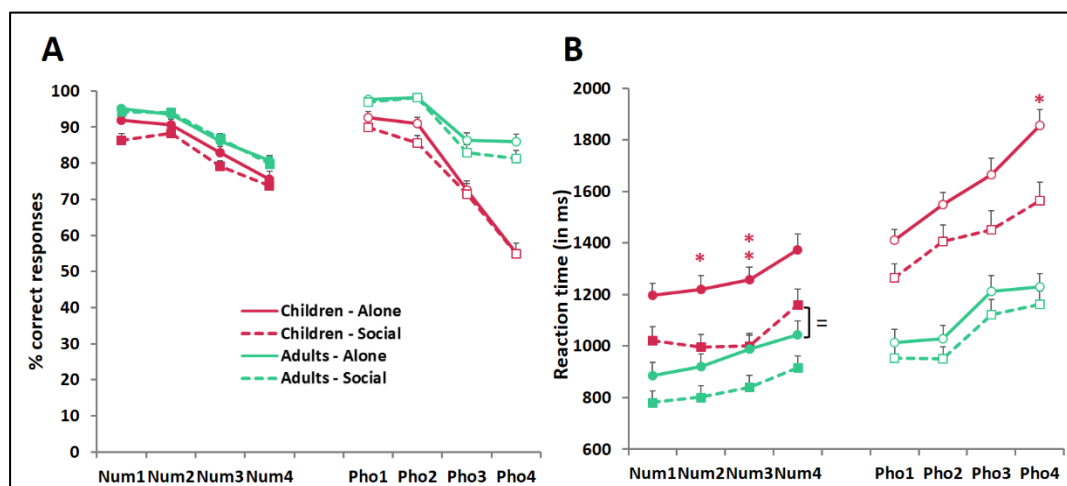 A
B
% correct responses
100
90
80
70
60
50
40
30
20
10
0
Children - Alone
Children - Social
Adults - Alone
Adults - Social
Num1 Num2 Num3 Num4 Pho1 Pho2 Pho3 Pho4
Reaction time (in ms)
2000
1800
1600
1400
1200
1000
800
600
*
*
*
*
=
Num1 Num2 Num3 Num4 Pho1 Pho2 Pho3 Pho4